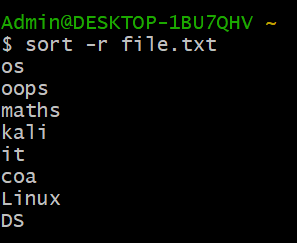 Admin@DESKTOP-1BU7QHV ~
$ sort -r file.txt
os
oops
maths
kali
it
coa
Linux
DS